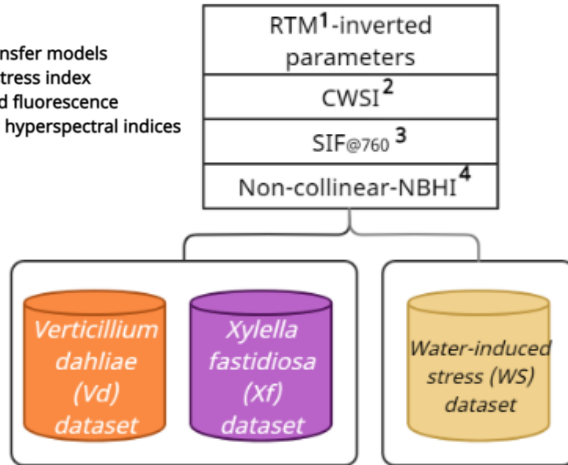 nsfer models
tress index
d fluorescence
hyperspectral indices
RTM¹-inverted
parameters
CWSI²
SIF@760 ³
Non-collinear-NBHI⁴
Verticillium
dahliae
(Vd)
dataset
Xylella
fastidiosa
(Xf)
dataset
Water-induced
stress (WS)
dataset